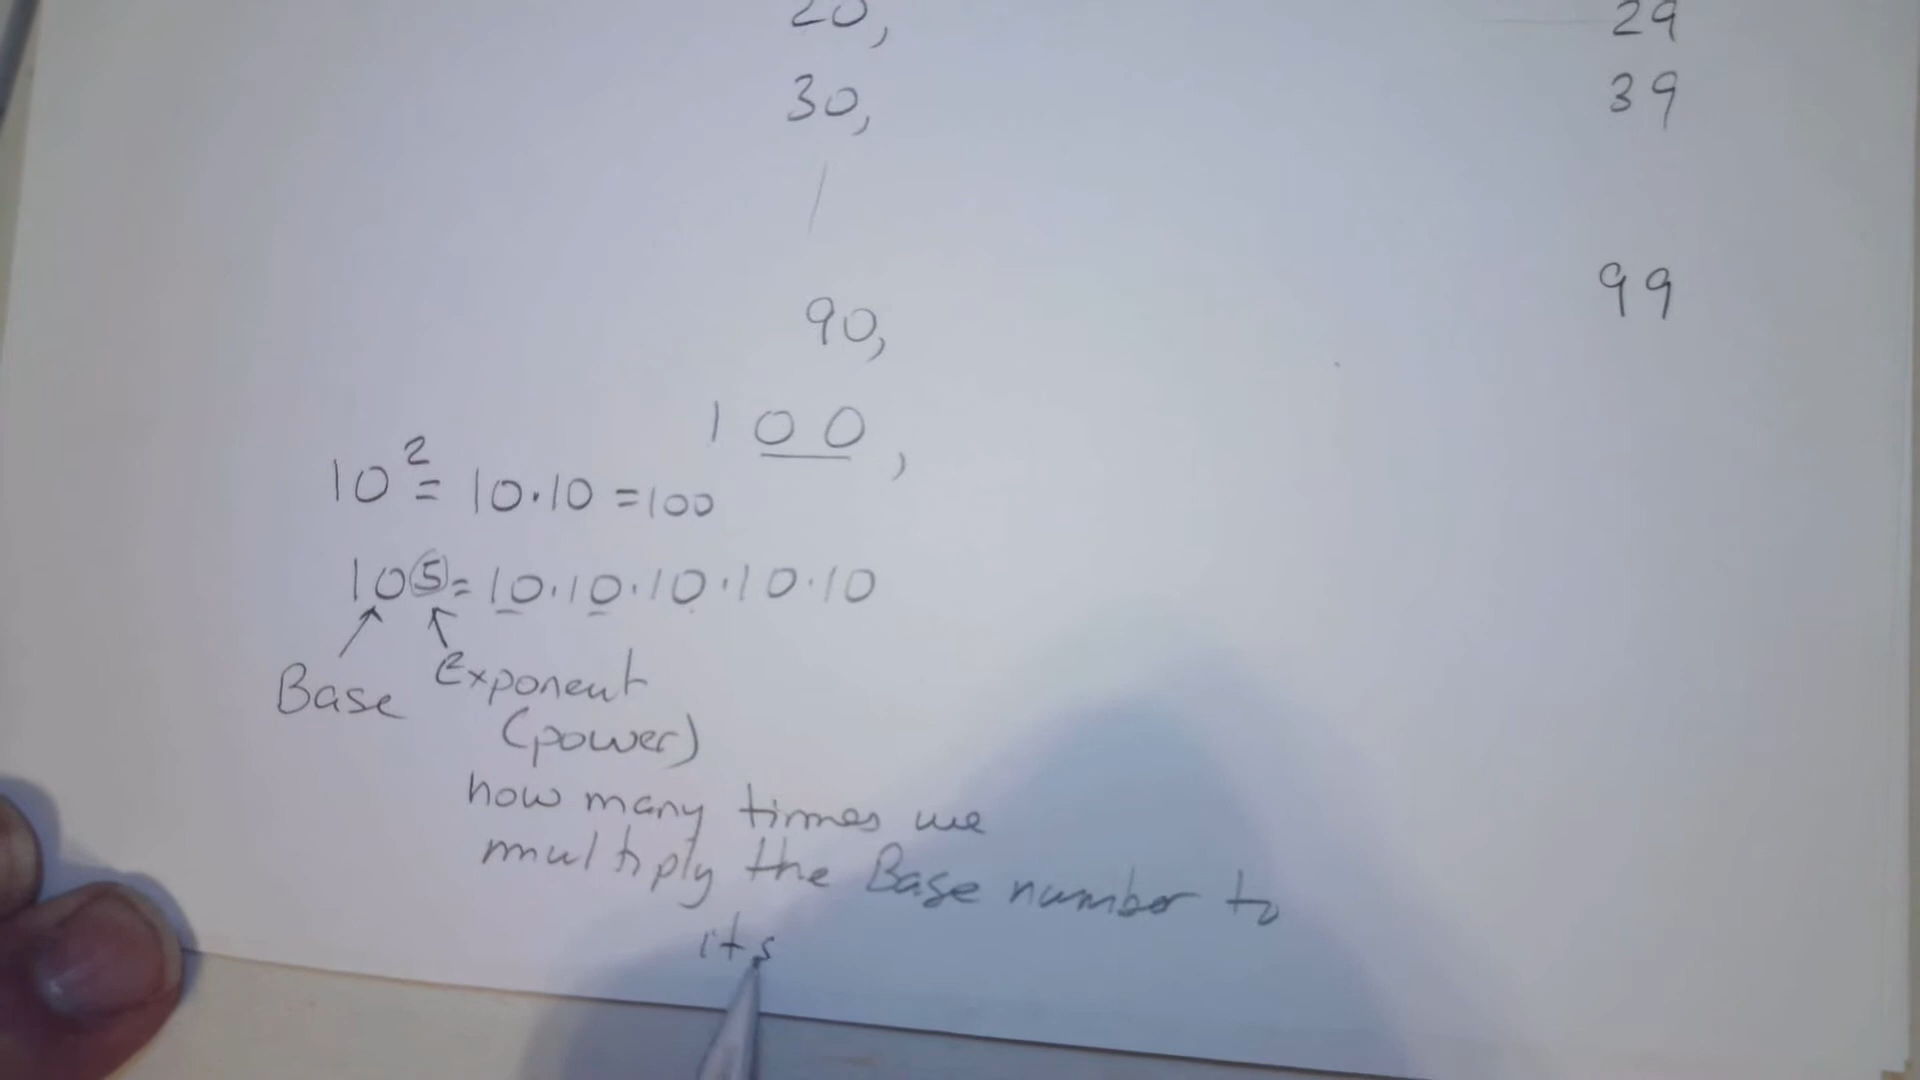 20, 29
30, 39
90, 99
100,
10² = 10·10 = 100
10⁵ = 10·10·10·10·10
Base Exponent
(power)
how many times we
multiply the Base number to
its